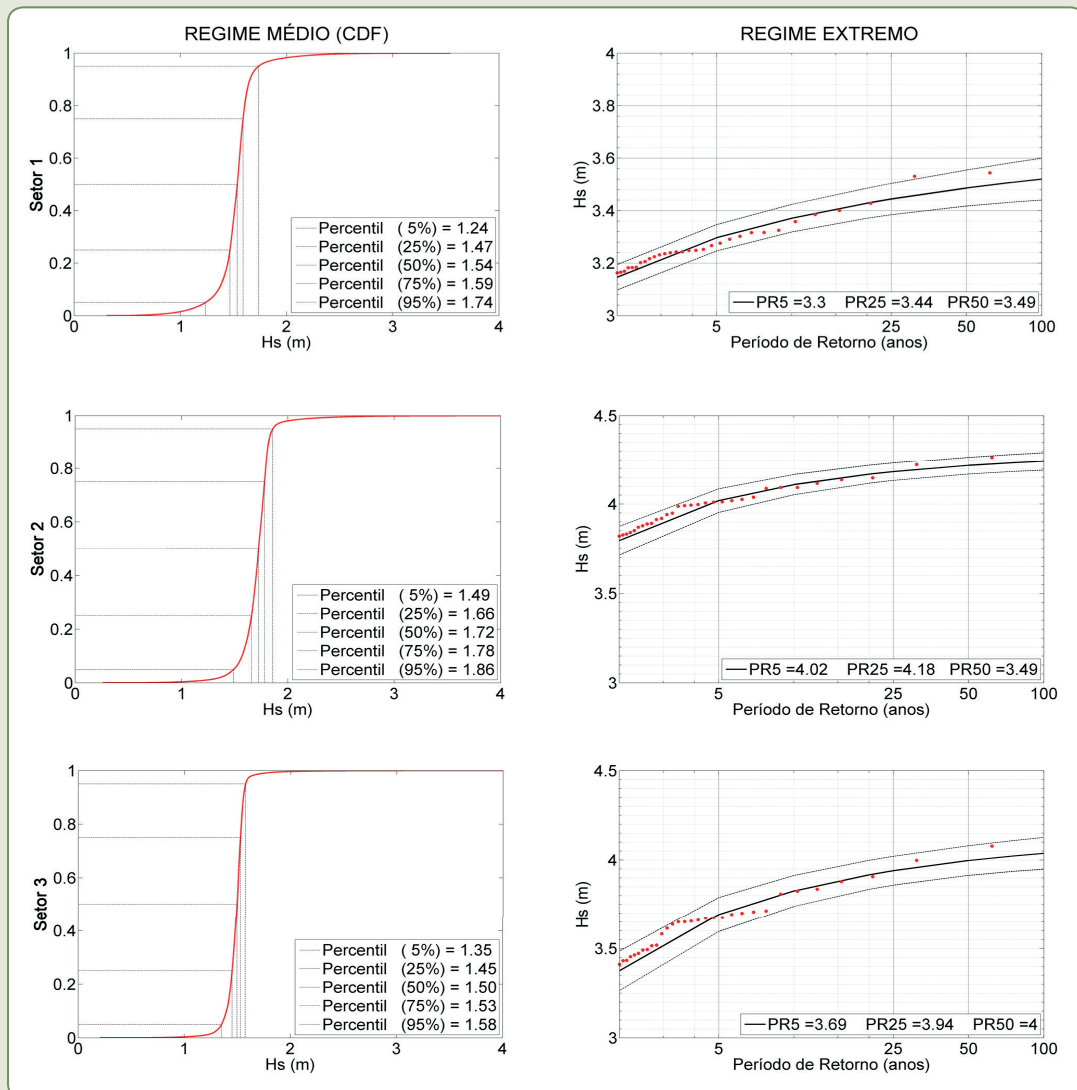 REGIME MÉDIO (CDF)
1
0.8
0.6
0.4
0.2
0
Setor 1
Percentil ( 5%) = 1.24
Percentil (25%) = 1.47
Percentil (50%) = 1.54
Percentil (75%) = 1.59
Percentil (95%) = 1.74
0 1 2 3 4
Hs (m)
REGIME EXTREMO
4
3.8
3.6
3.4
3.2
3
Hs (m)
PR5 =3.3 PR25 =3.44 PR50 =3.49
5 25 50 100
Período de Retorno (anos)
1
0.8
0.6
0.4
0.2
0
Setor 2
Percentil ( 5%) = 1.49
Percentil (25%) = 1.66
Percentil (50%) = 1.72
Percentil (75%) = 1.78
Percentil (95%) = 1.86
0 1 2 3 4
Hs (m)
4.5
4
3.5
3
Hs (m)
PR5 =4.02 PR25 =4.18 PR50 =3.49
5 25 50 100
Período de Retorno (anos)
1
0.8
0.6
0.4
0.2
0
Setor 3
Percentil ( 5%) = 1.35
Percentil (25%) = 1.45
Percentil (50%) = 1.50
Percentil (75%) = 1.53
Percentil (95%) = 1.58
0 1 2 3 4
Hs (m)
4.5
4
3.5
3
Hs (m)
PR5 =3.69 PR25 =3.94 PR50 =4
5 25 50 100
Período de Retorno (anos)